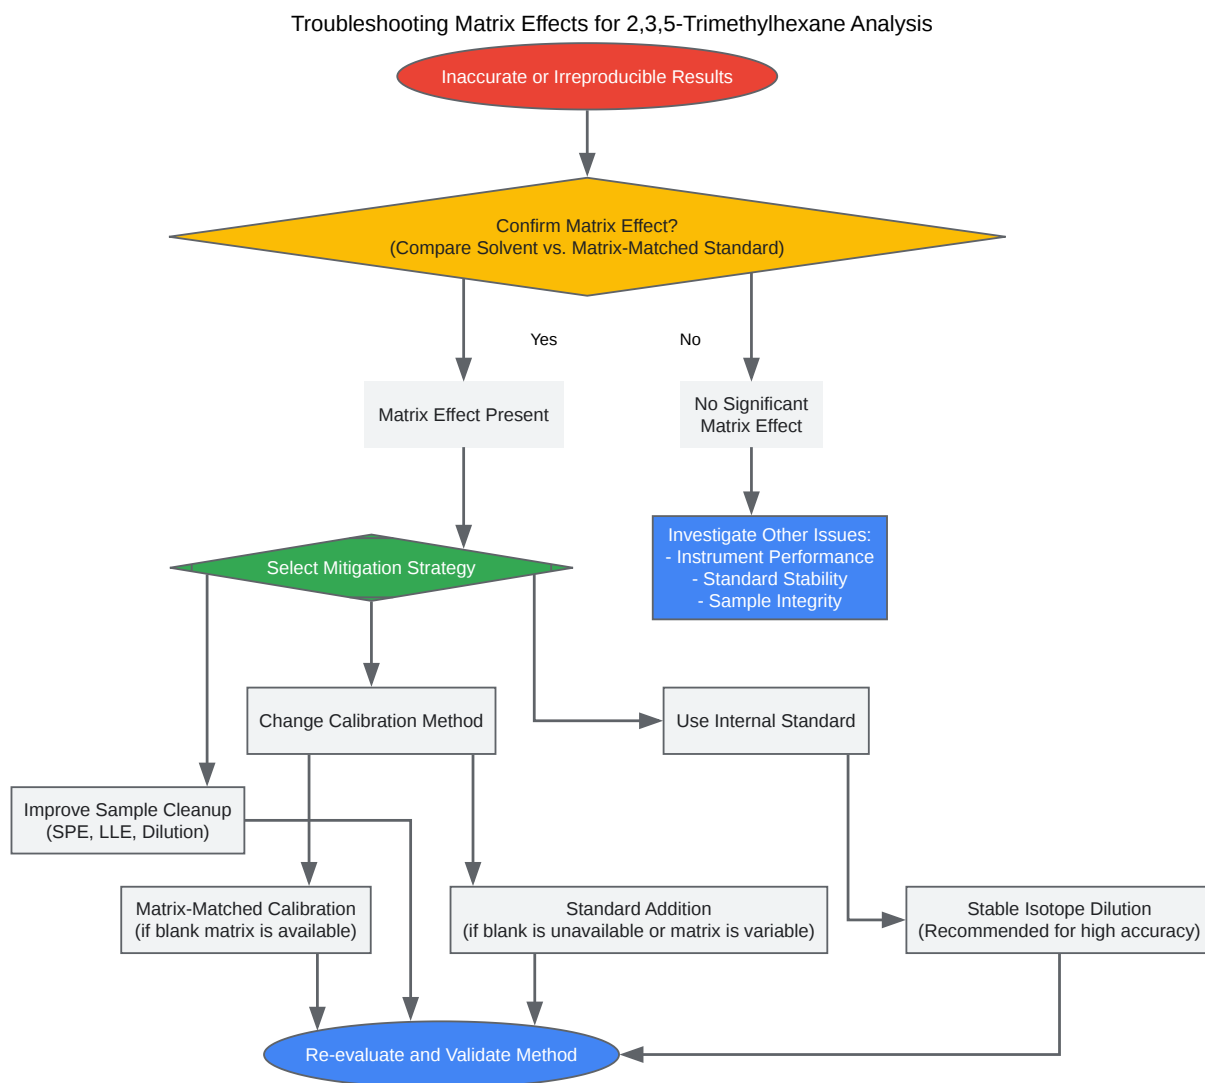 Troubleshooting Matrix Effects for 2,3,5-Trimethylhexane Analysis
Inaccurate or Irreproducible Results
Confirm Matrix Effect?
(Compare Solvent vs. Matrix-Matched Standard)
Yes
No
Matrix Effect Present
No Significant
Matrix Effect
Investigate Other Issues:
- Instrument Performance
- Standard Stability
- Sample Integrity
Select Mitigation Strategy
Change Calibration Method
Use Internal Standard
Improve Sample Cleanup
(SPE, LLE, Dilution)
Matrix-Matched Calibration
(if blank matrix is available)
Standard Addition
(if blank is unavailable or matrix is variable)
Stable Isotope Dilution
(Recommended for high accuracy)
Re-evaluate and Validate Method